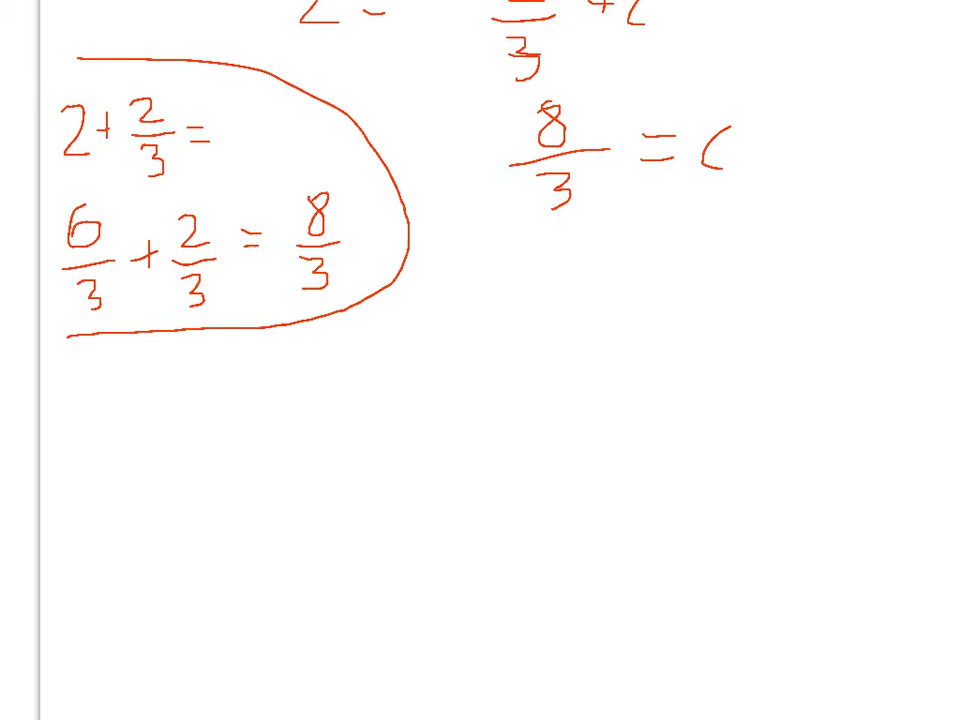 2 + 2/3 =
6/3 + 2/3 = 8/3
8/3 = C